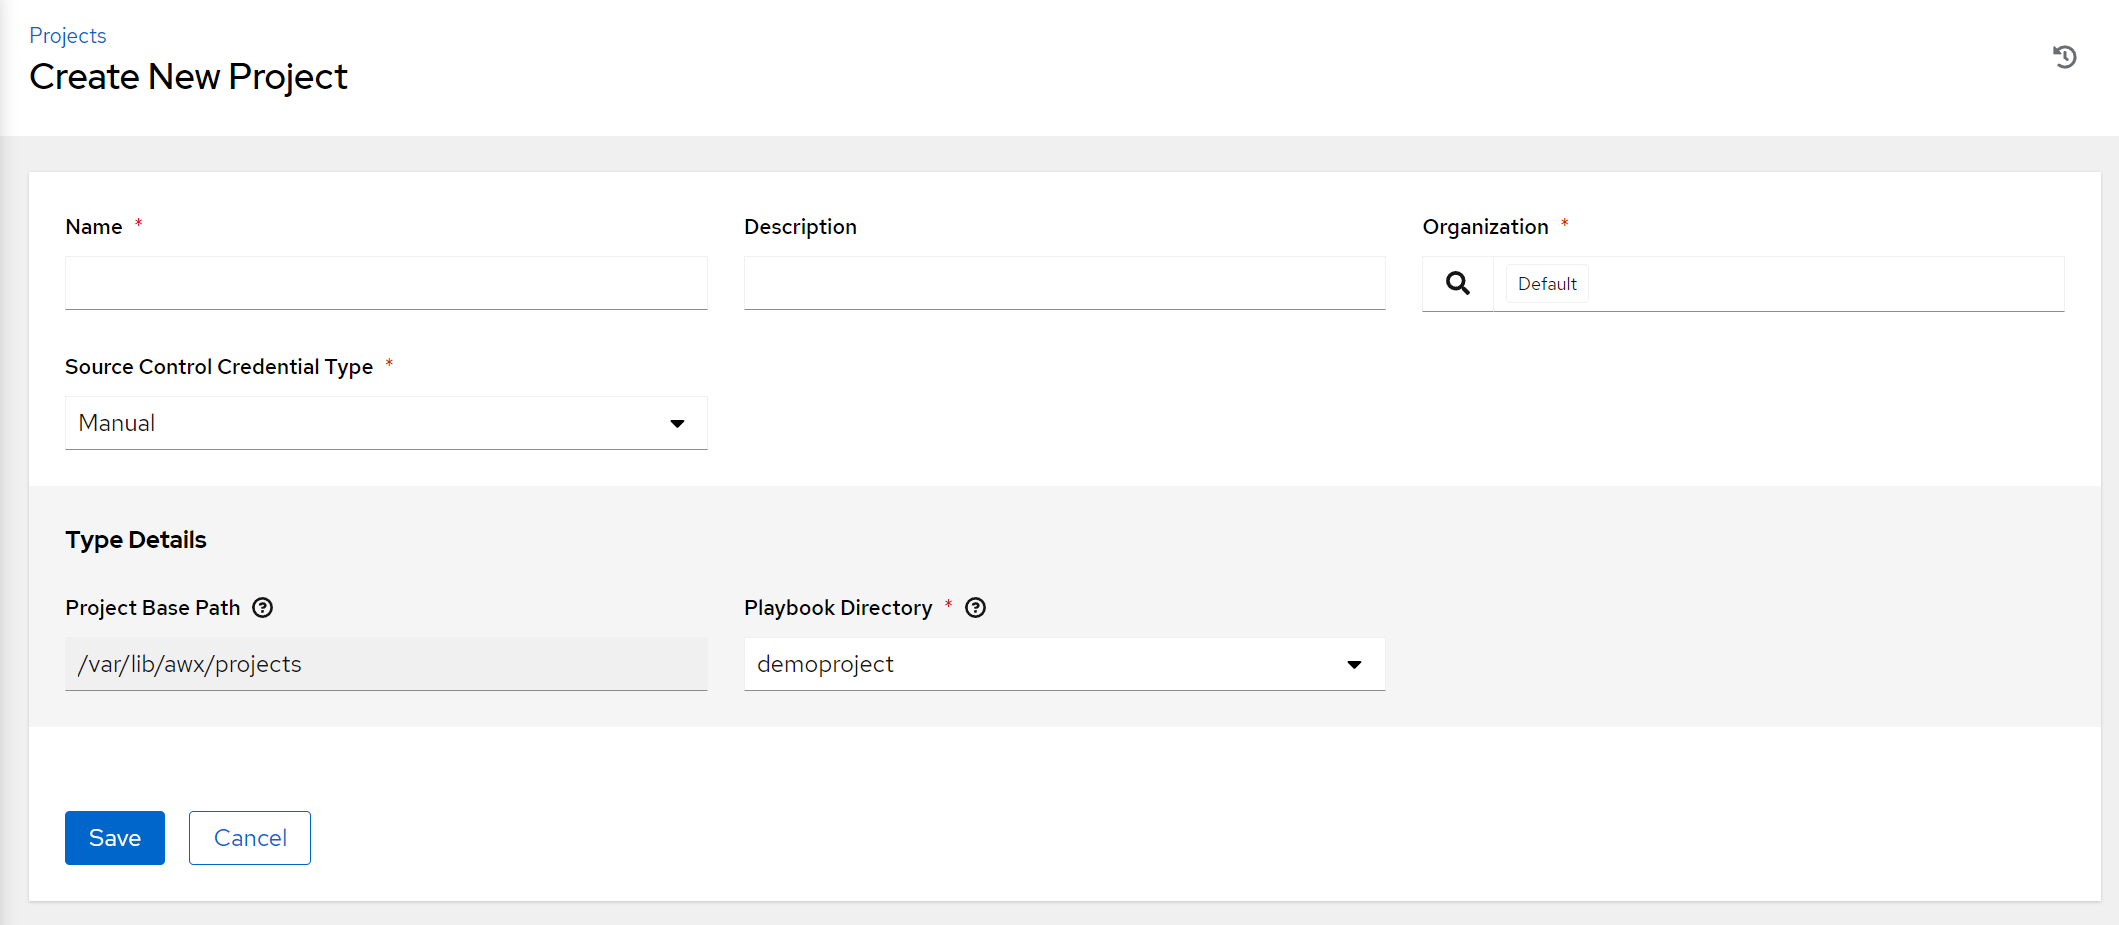 Projects
Create New Project
Name *
Description
Organization *
Default
Source Control Credential Type *
Manual
Type Details
Project Base Path
Playbook Directory *
/var/lib/awx/projects
demoproject
Save
Cancel